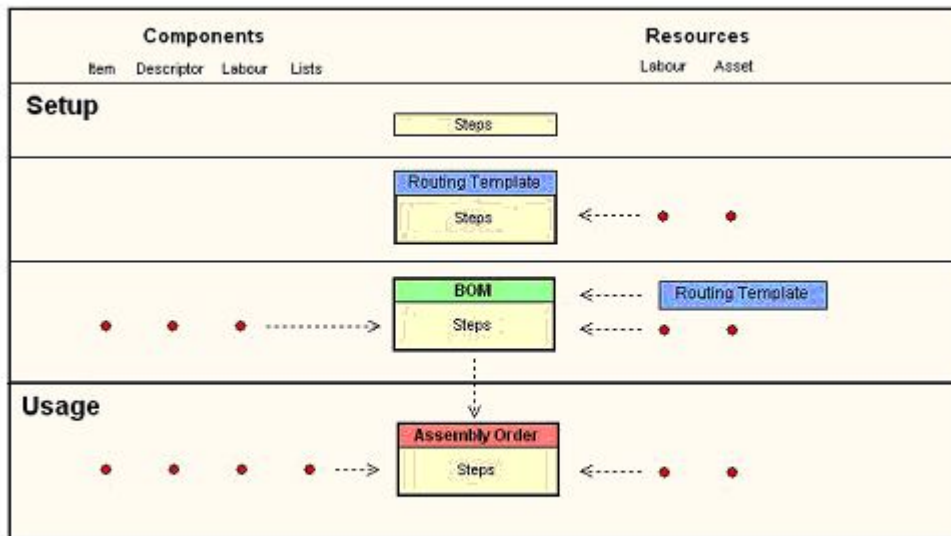 Components Resources
Item Descriptor Labour Lists Labour Asset
Setup
Steps
Routing Template
Steps
BOM
Routing Template
Steps
Usage
Assembly Order
Steps